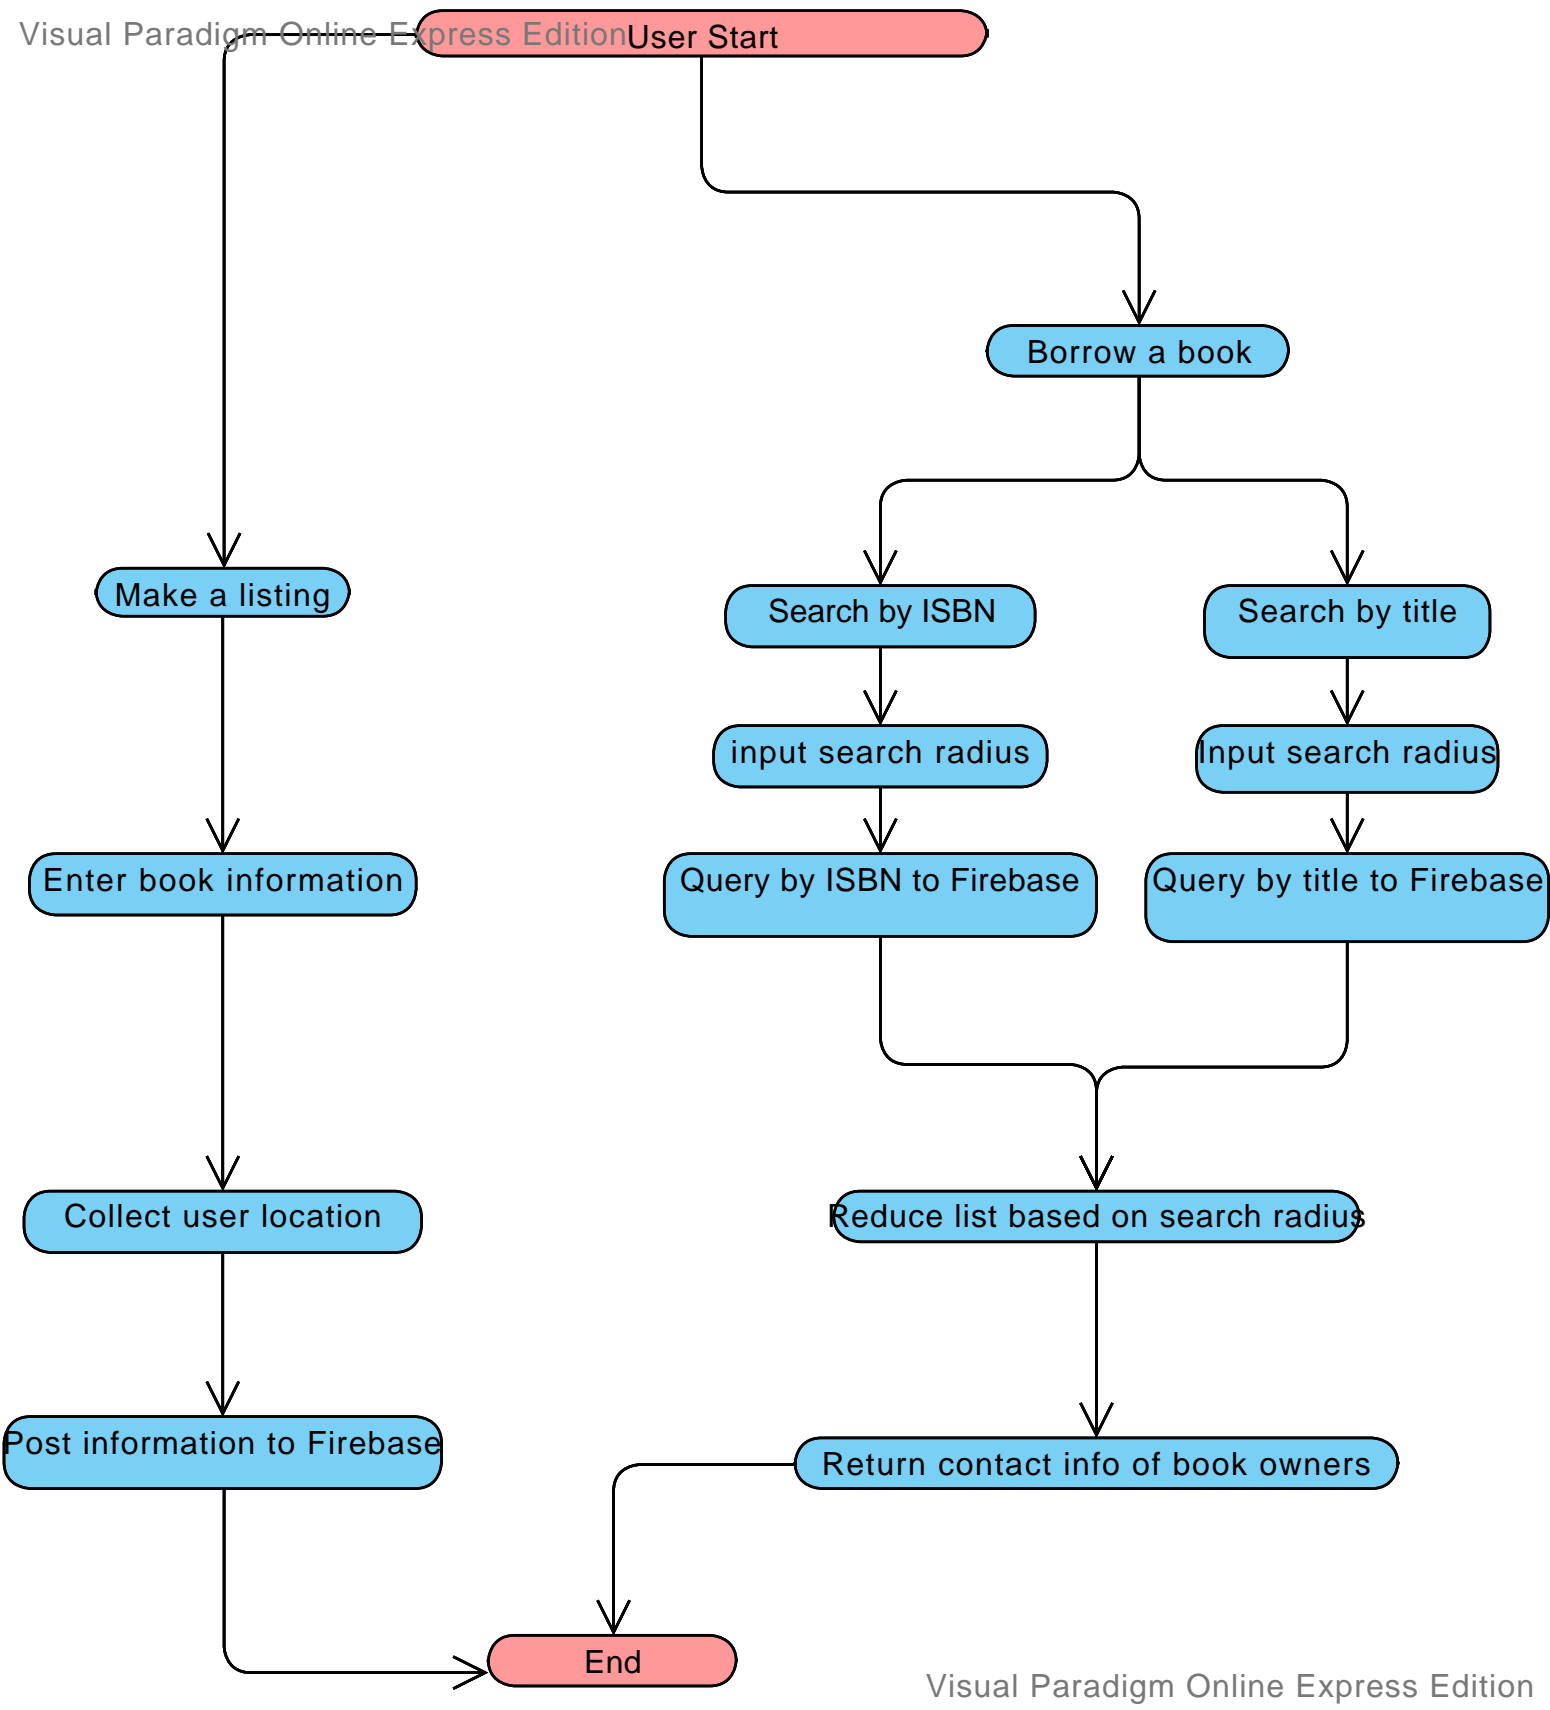 Visual Paradigm Online Express Edition
User Start
Borrow a book
Make a listing
Search by ISBN
Search by title
input search radius
Input search radius
Enter book information
Query by ISBN to Firebase
Query by title to Firebase
Collect user location
Reduce list based on search radius
Post information to Firebase
Return contact info of book owners
End
Visual Paradigm Online Express Edition